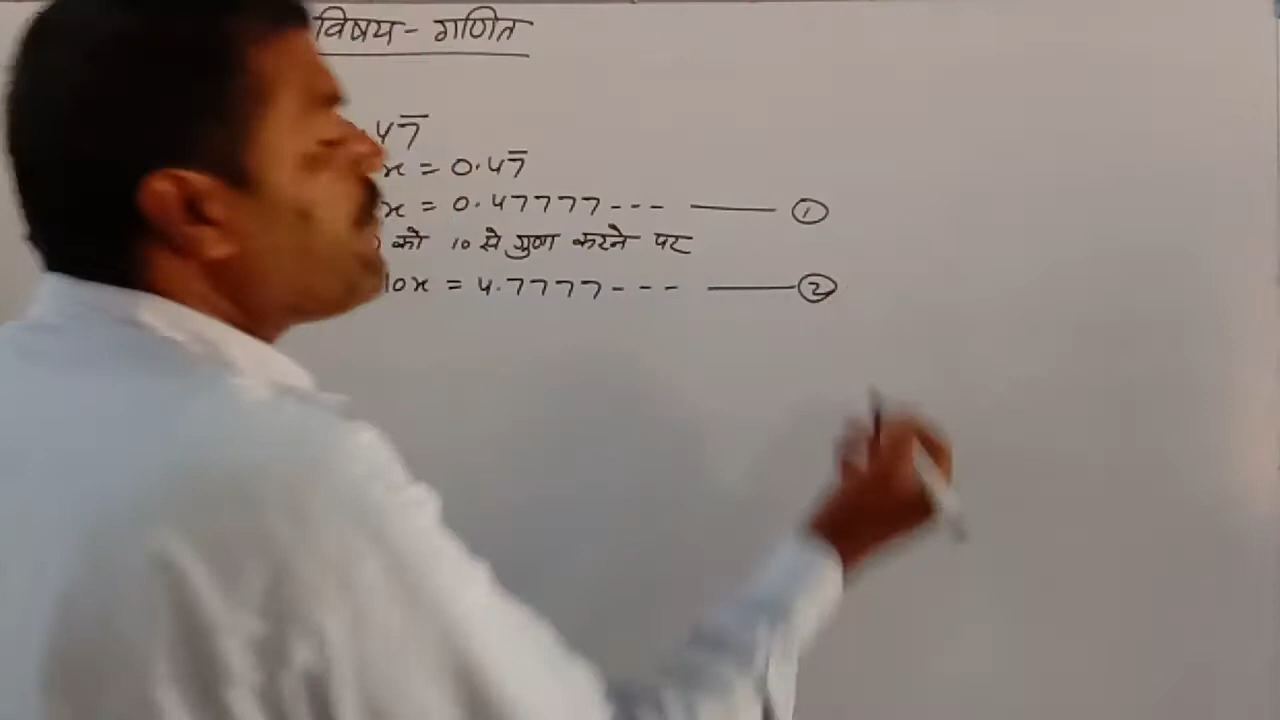 विषय - गणित
.47̅
x = 0.47̅
x = 0.47777--- ——— ①
को 10 से गुणा करने पर
10x = 4.7777--- ——— ②